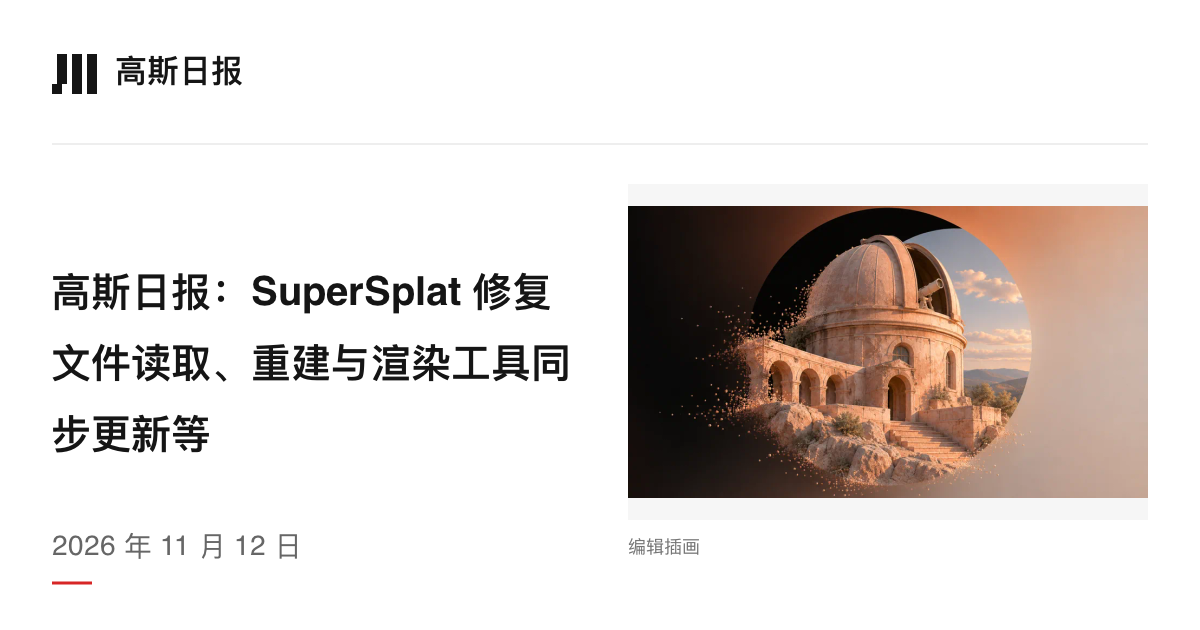 高斯日报
高斯日报：SuperSplat 修复
文件读取、重建与渲染工具同
步更新等
2026 年 11 月 12 日
编辑插画